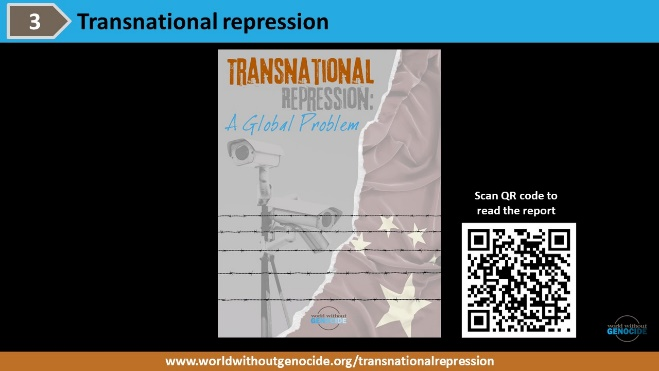 3
Transnational repression
TRANSNATIONAL
REPRESSION:
A Global Problem
world without
GENOCIDE
Scan QR code to
read the report
world without
GENOCIDE
www.worldwithoutgenocide.org/transnationalrepression